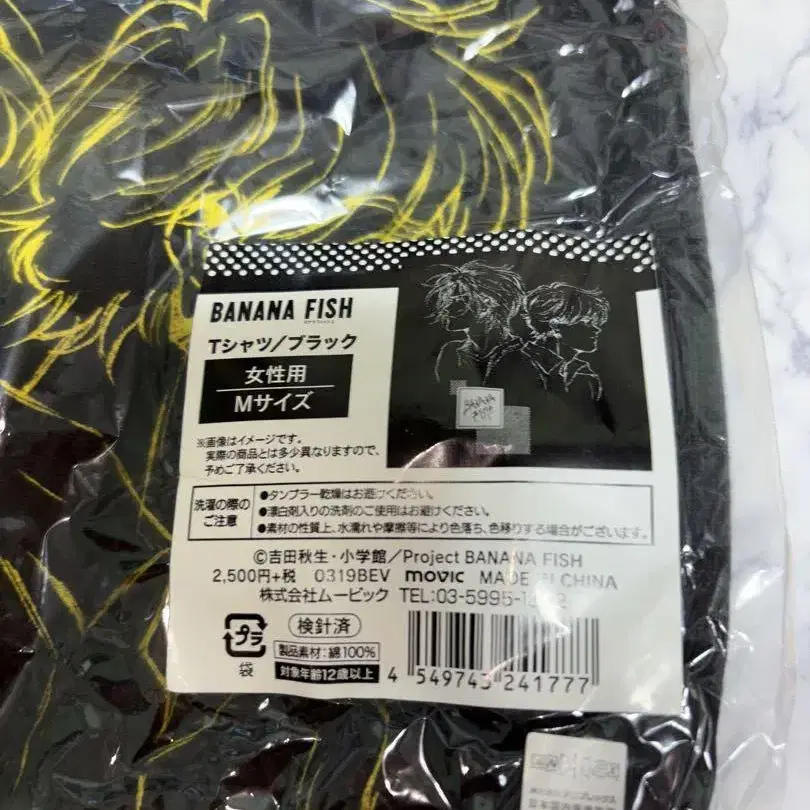 BANANA FISH
Tシャツ/ブラック
女性用
Mサイズ
※画像はイメージです。
実際の商品とは多少異なりますので、
予めご了承ください。
洗濯の際の
ご注意
●タンブラー乾燥はお避けください。
●漂白剤入りの洗剤のご使用はお避けください。
●素材の性質上、水濡れや摩擦等により色落ち、色移りする場合がございます。
©吉田秋生・小学館/Project BANANA FISH
2,500円+税 0319BEV movic MADE IN CHINA
株式会社ムービック TEL:03-5995-
プラ
袋
検針済
製品素材:綿100%
対象年齢12歳以上
4 549743 241777